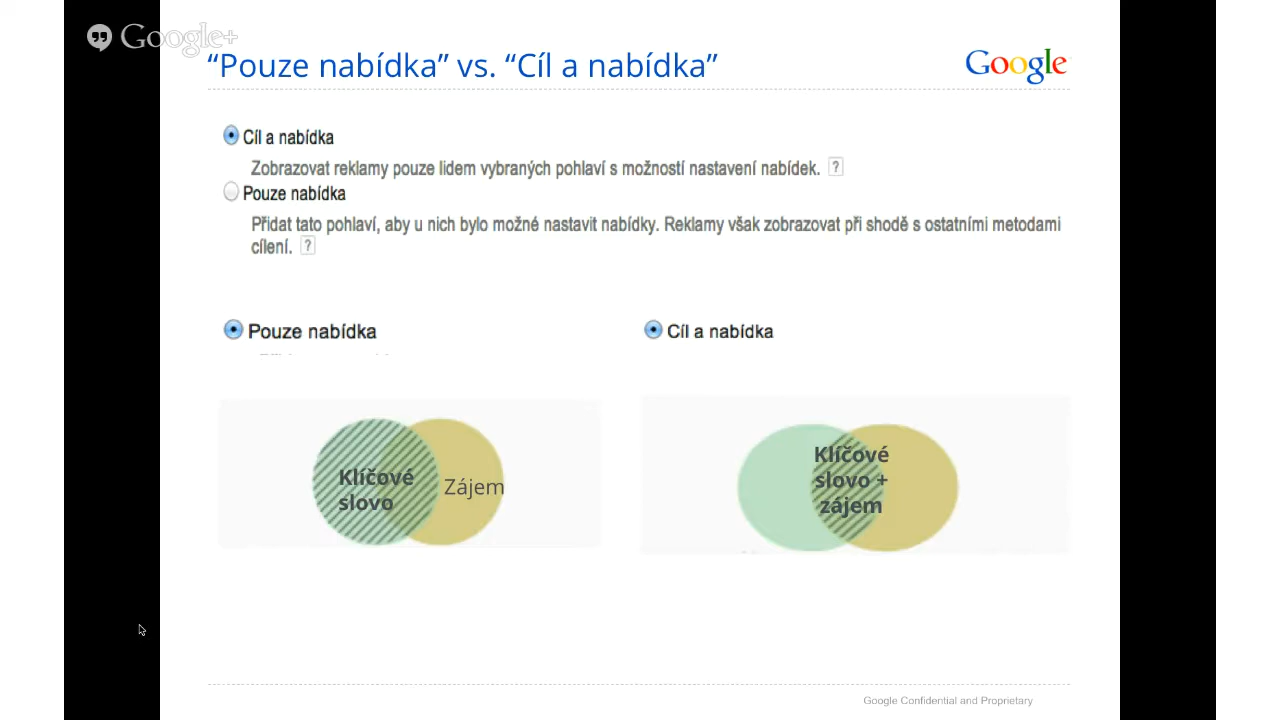 Google+
“Pouze nabídka” vs. “Cíl a nabídka”
Google
Cíl a nabídka
Zobrazovat reklamy pouze lidem vybraných pohlaví s možností nastavení nabídek. ?
Pouze nabídka
Přidat tato pohlaví, aby u nich bylo možné nastavit nabídky. Reklamy však zobrazovat při shodě s ostatními metodami
cílení. ?
Pouze nabídka
Cíl a nabídka
Klíčové
slovo
Zájem
Klíčové
slovo +
zájem
Google Confidential and Proprietary